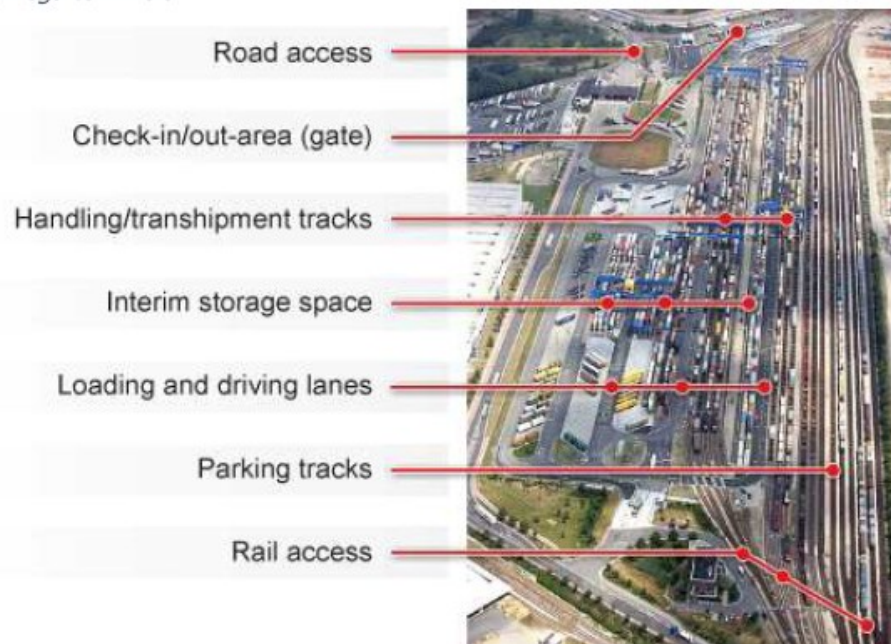 Road access
Check-in/out-area (gate)
Handling/transhipment tracks
Interim storage space
Loading and driving lanes
Parking tracks
Rail access